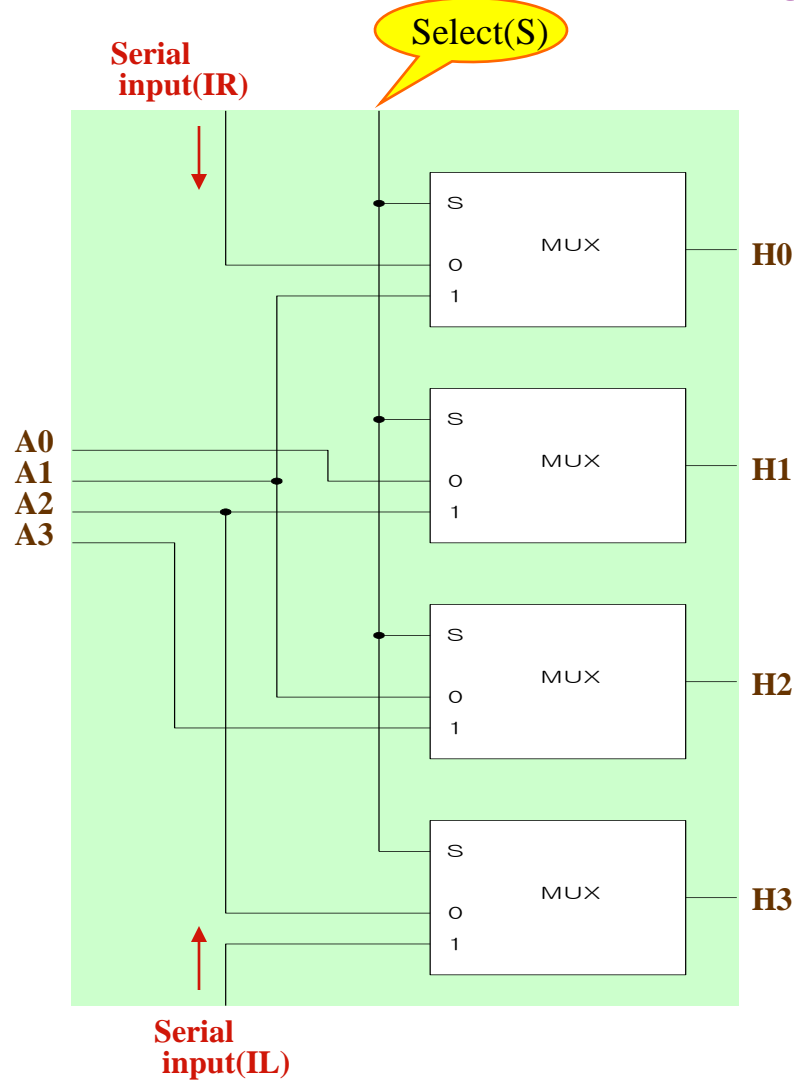 Select(S)
Serial
input(IR)
S
MUX
0
1
H0
S
MUX
0
1
H1
A0
A1
A2
A3
S
MUX
0
1
H2
S
MUX
0
1
H3
Serial
input(IL)